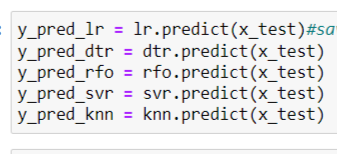 y_pred_lr = lr.predict(x_test)#sa
y_pred_dtr = dtr.predict(x_test)
y_pred_rfo = rfo.predict(x_test)
y_pred_svr = svr.predict(x_test)
y_pred_knn = knn.predict(x_test)